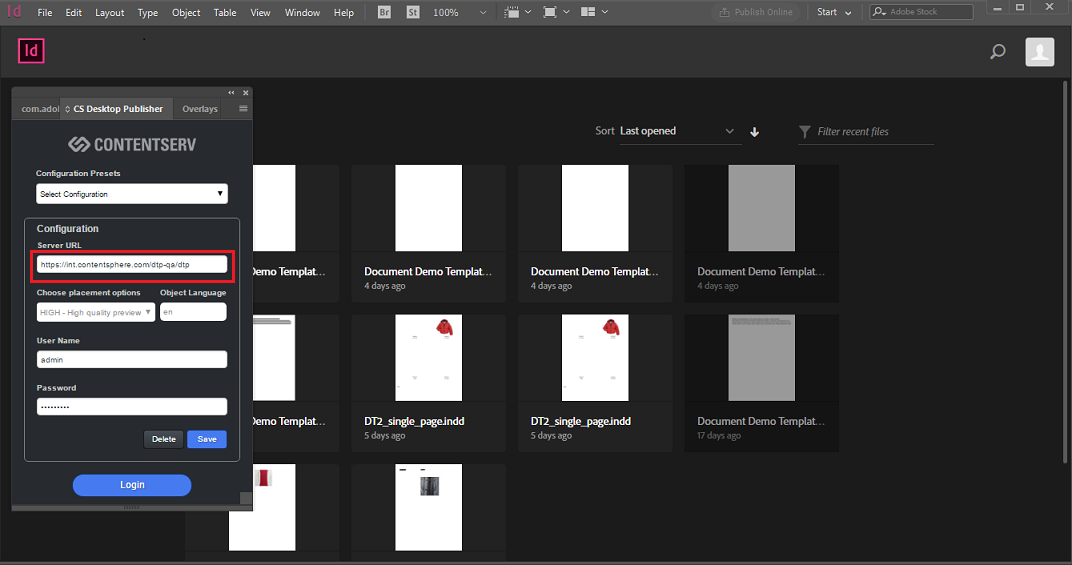 Id File Edit Layout Type Object Table View Window Help Br St 100% Publish Online Start Adobe Stock
Id
com.adol CS Desktop Publisher Overlays
CONTENTSERV
Configuration Presets
Select Configuration
Configuration
Server URL
https://int.contentsphere.com/dtp-qa/dtp
Choose placement options Object Language
HIGH - High quality preview en
User Name
admin
Password
•••••••••
Delete Save
Login
Sort Last opened Filter recent files
Demo Templat... Document Demo Templat... Document Demo Templat... Document Demo Templat...
4 days ago 4 days ago 4 days ago
Demo Templat... DT2_single_page.indd DT2_single_page.indd Document Demo Templat...
5 days ago 5 days ago 17 days ago